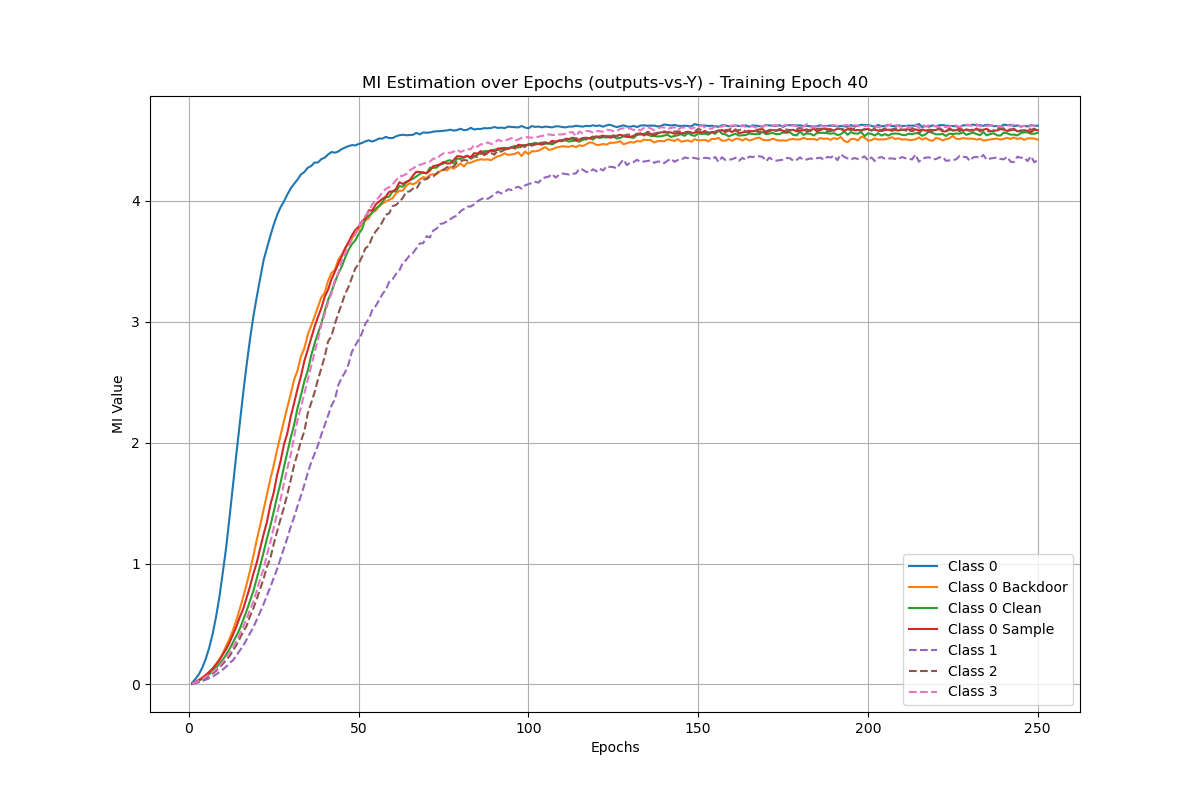 MI Estimation over Epochs (outputs-vs-Y) - Training Epoch 40
MI Value
4
3
2
1
0
0 50 100 150 200 250
Epochs
Class 0
Class 0 Backdoor
Class 0 Clean
Class 0 Sample
Class 1
Class 2
Class 3